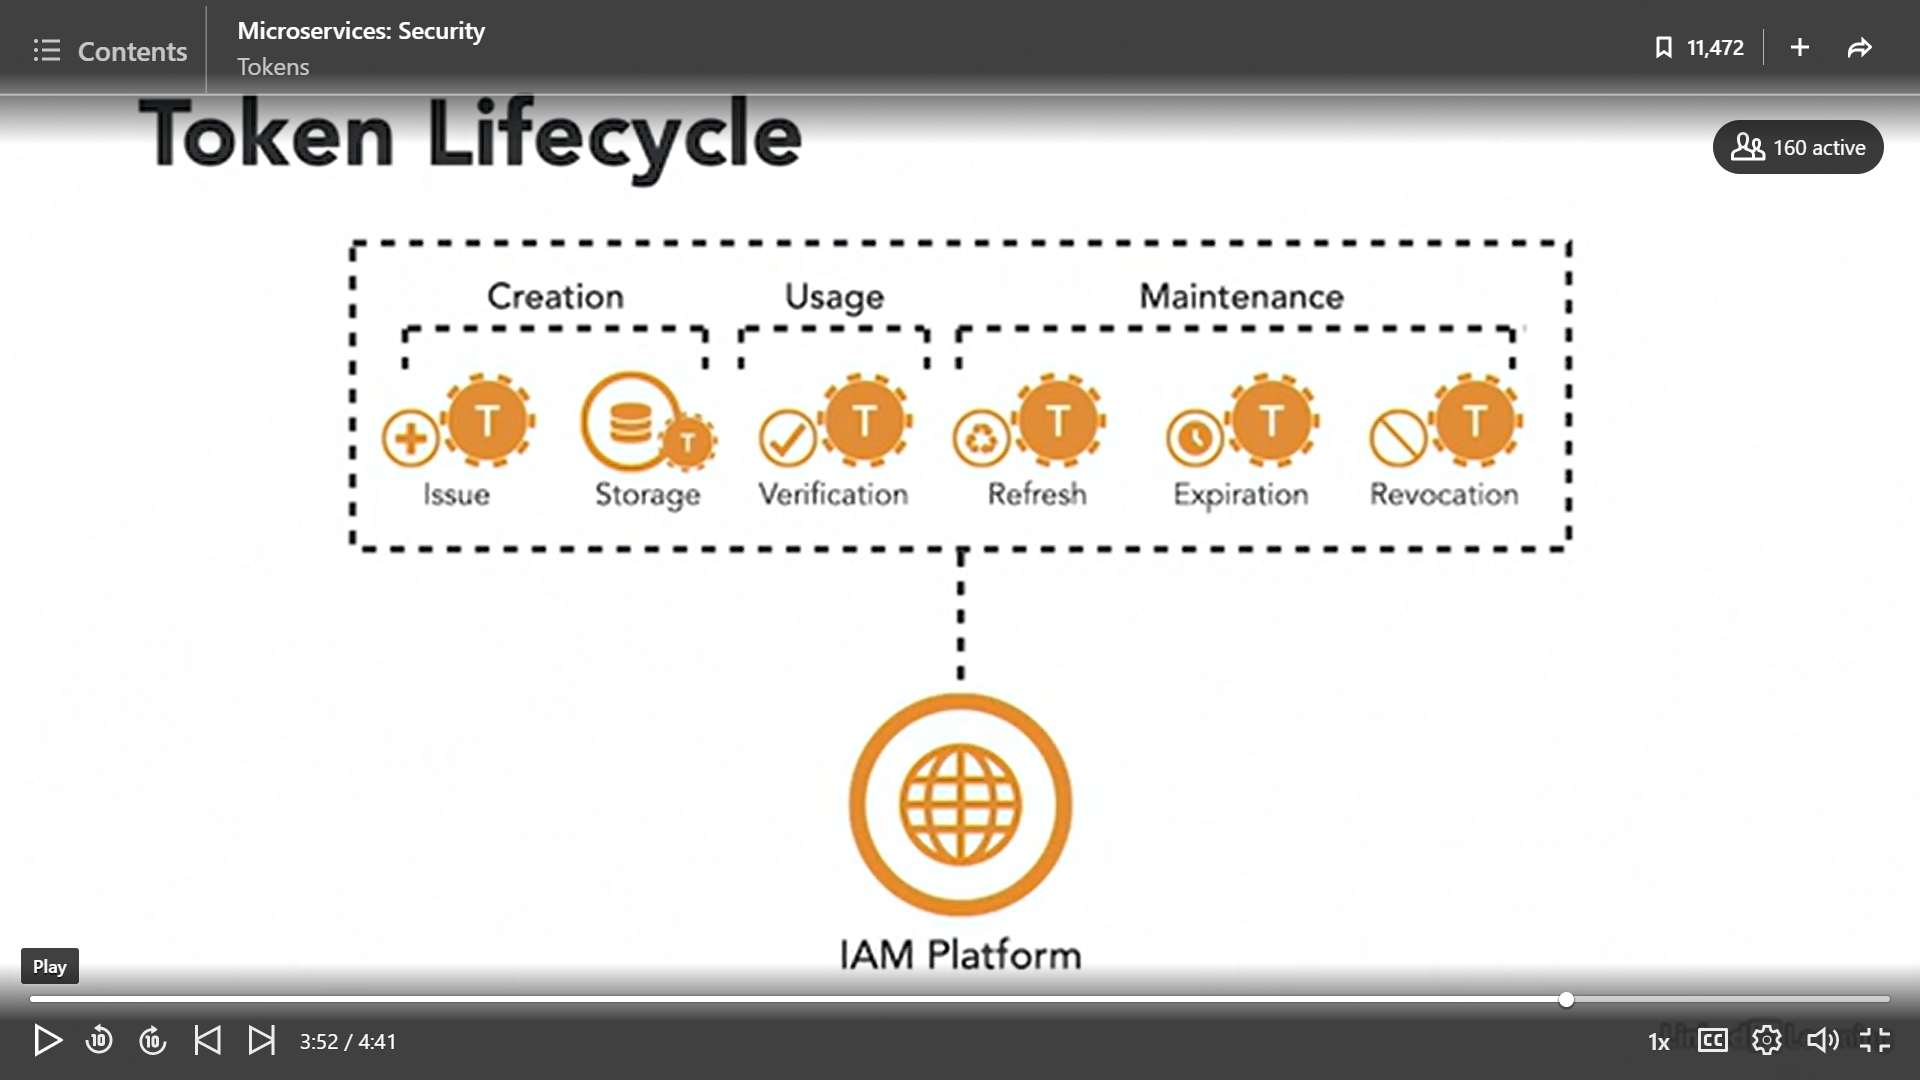 Contents
Microservices: Security
Tokens
11,472
160 active
Token Lifecycle
Creation
Usage
Maintenance
T
T
T
T
T
T
Issue
Storage
Verification
Refresh
Expiration
Revocation
IAM Platform
Play
10
10
3:52 / 4:41
1x
CC